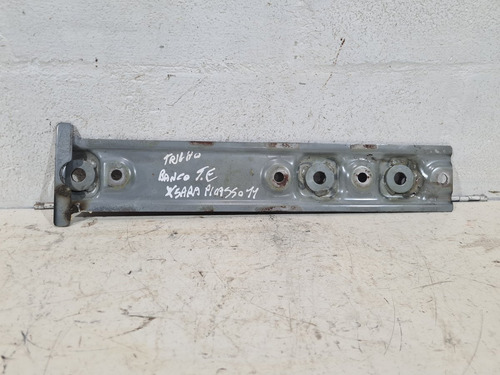 TRILHO
BANCO T.E
XSARA PICASSO 11